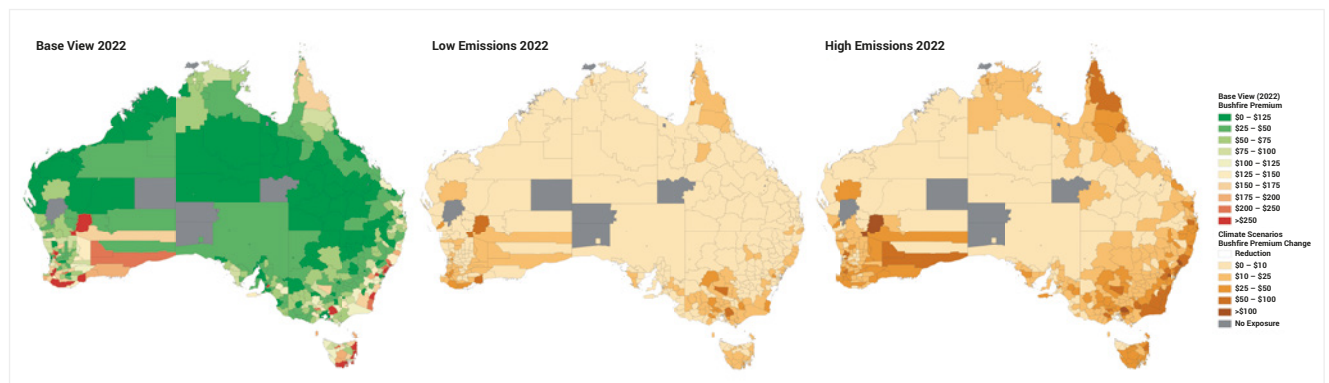 Base View 2022
Low Emissions 2022
High Emissions 2022
Base View (2022)
Bushfire Premium
$0 – $125
$25 – $50
$50 – $75
$75 – $100
$100 – $125
$125 – $150
$150 – $175
$175 – $200
$200 – $250
>$250
Climate Scenarios
Bushfire Premium Change
Reduction
$0 – $10
$10 – $25
$25 – $50
$50 – $100
>$100
No Exposure